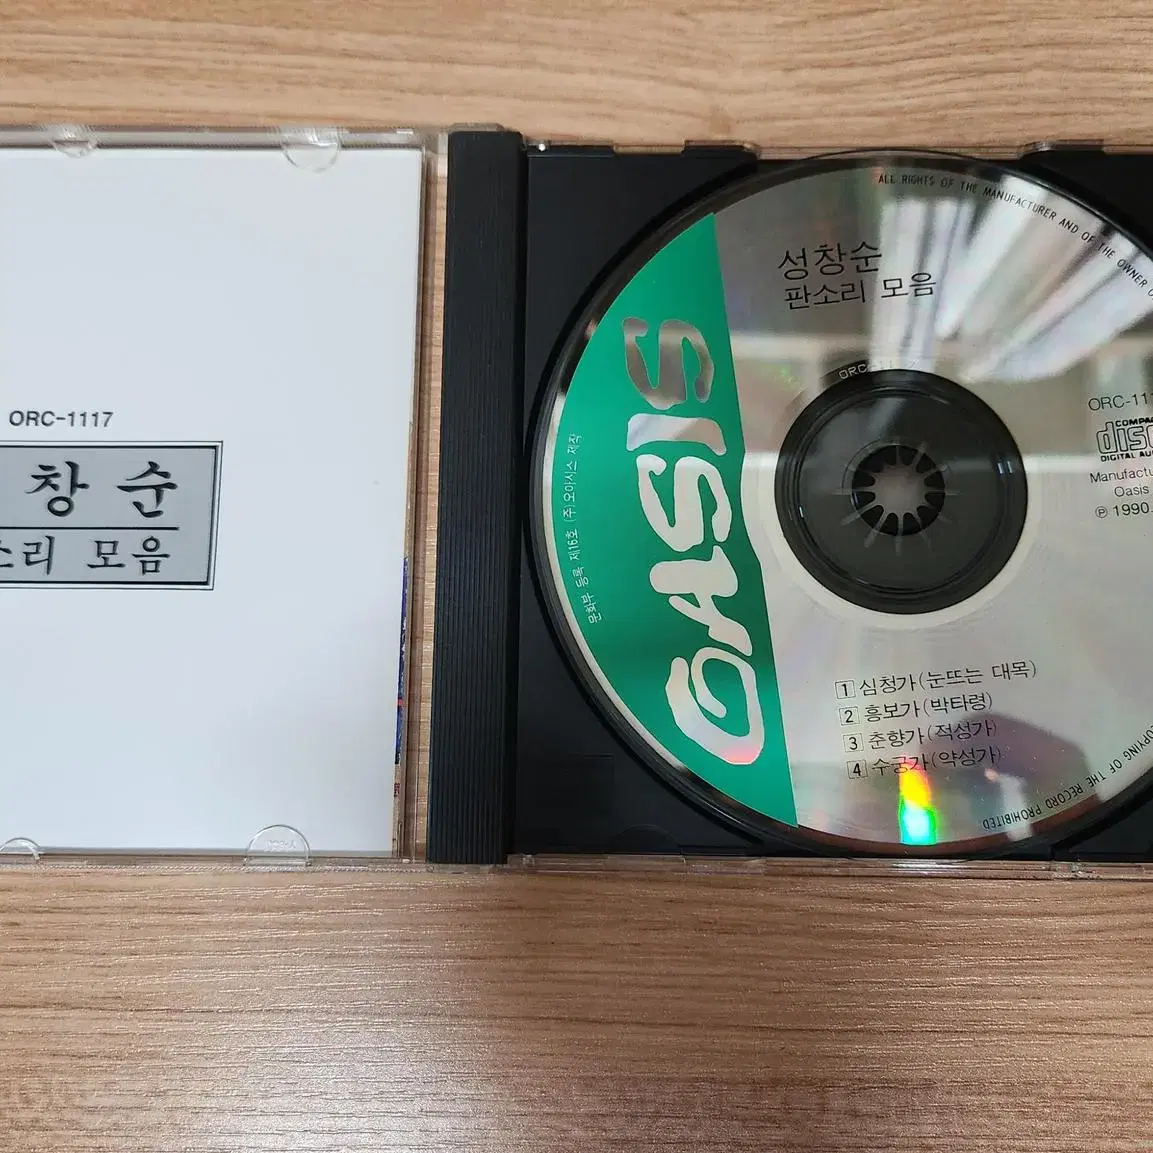 ORC-1117
창 순
소리 모음
ALL RIGHTS OF THE MANUFACTURER AND OF THE OWNER
성창순
판소리 모음
OASIS
문화부 등록 제16호 (주)오아시스 제작
ORC-1117
ORC-111
COMPAC
disc
DIGITAL AUD
Manufactu
Oasis
℗ 1990.
1 심청가(눈뜨는 대목)
2 흥보가(박타령)
3 춘향가(적성가)
4 수궁가(약성가)
COPYING OF THE RECORD PROHIBITED